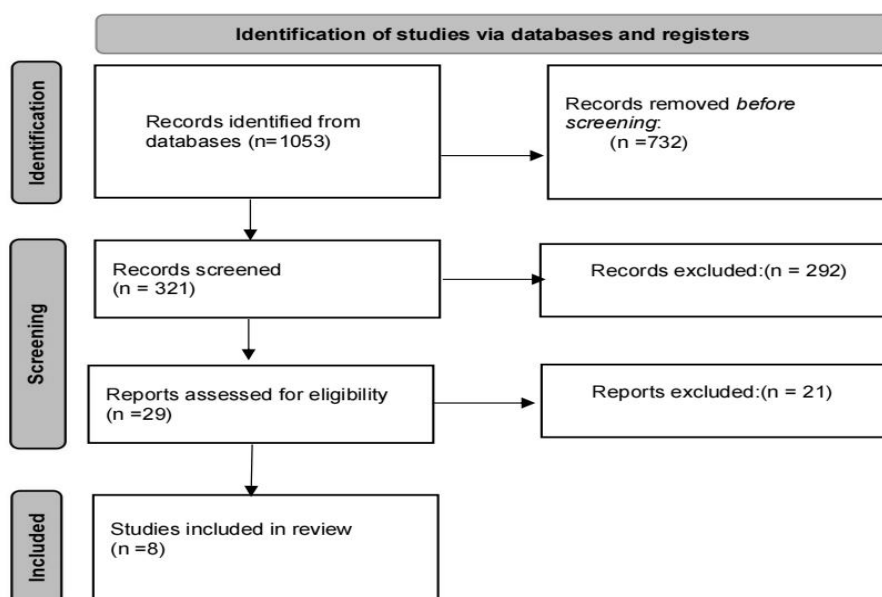 Identification of studies via databases and registers
Identification
Records identified from
databases (n=1053)
Records removed before
screening:
(n =732)
Screening
Records screened
(n = 321)
Records excluded:(n = 292)
Reports assessed for eligibility
(n =29)
Reports excluded:(n = 21)
Included
Studies included in review
(n =8)